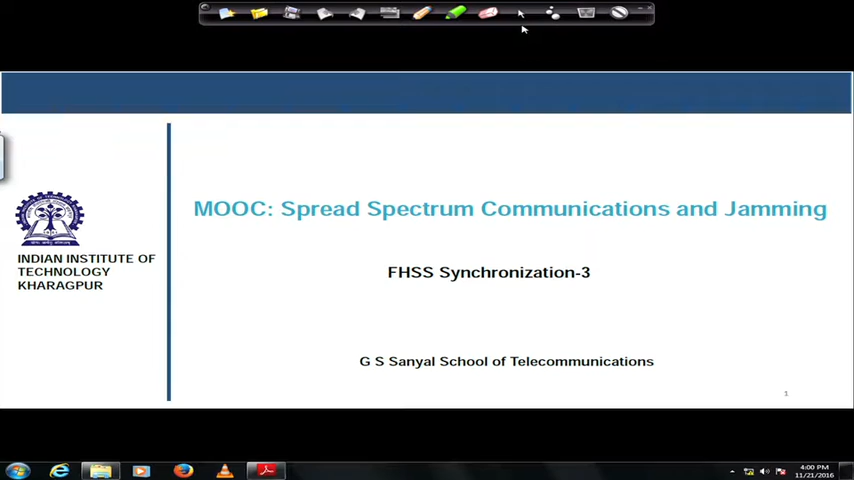 MOOC: Spread Spectrum Communications and Jamming
INDIAN INSTITUTE OF
TECHNOLOGY
KHARAGPUR
FHSS Synchronization-3
G S Sanyal School of Telecommunications
1
4:00 PM
11/21/2016